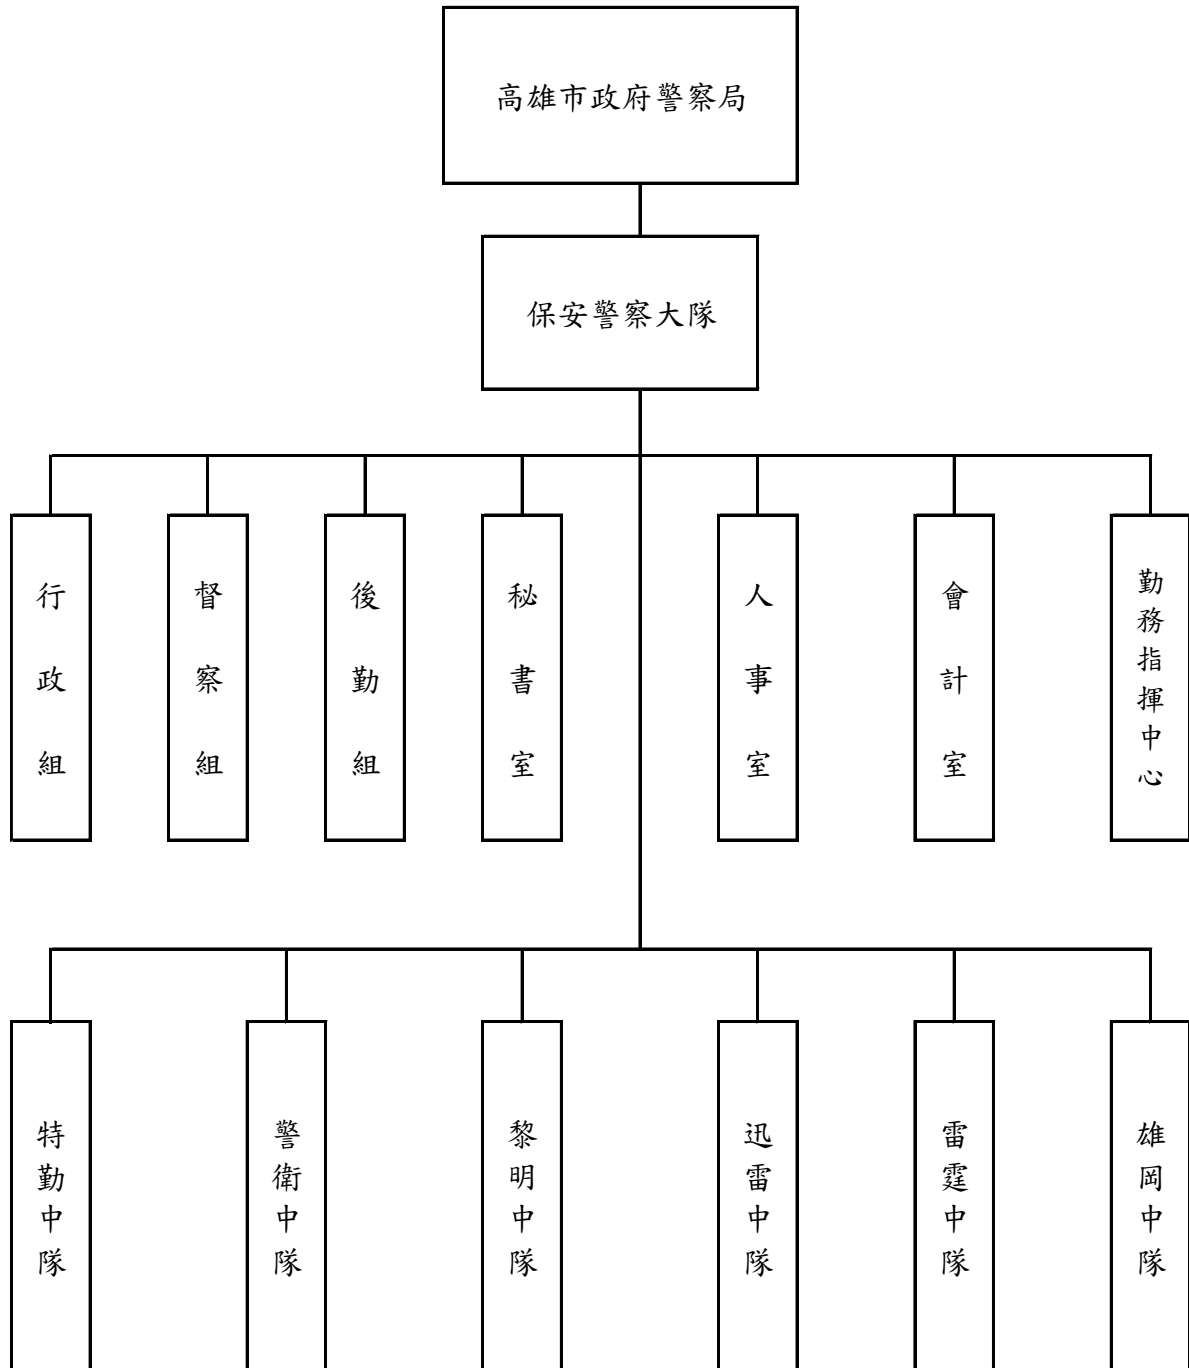 高雄市政府警察局
保安警察大隊
行政組
督察組
後勤組
秘書室
人事室
會計室
勤務指揮中心
特勤中隊
警衛中隊
黎明中隊
迅雷中隊
雷霆中隊
雄岡中隊